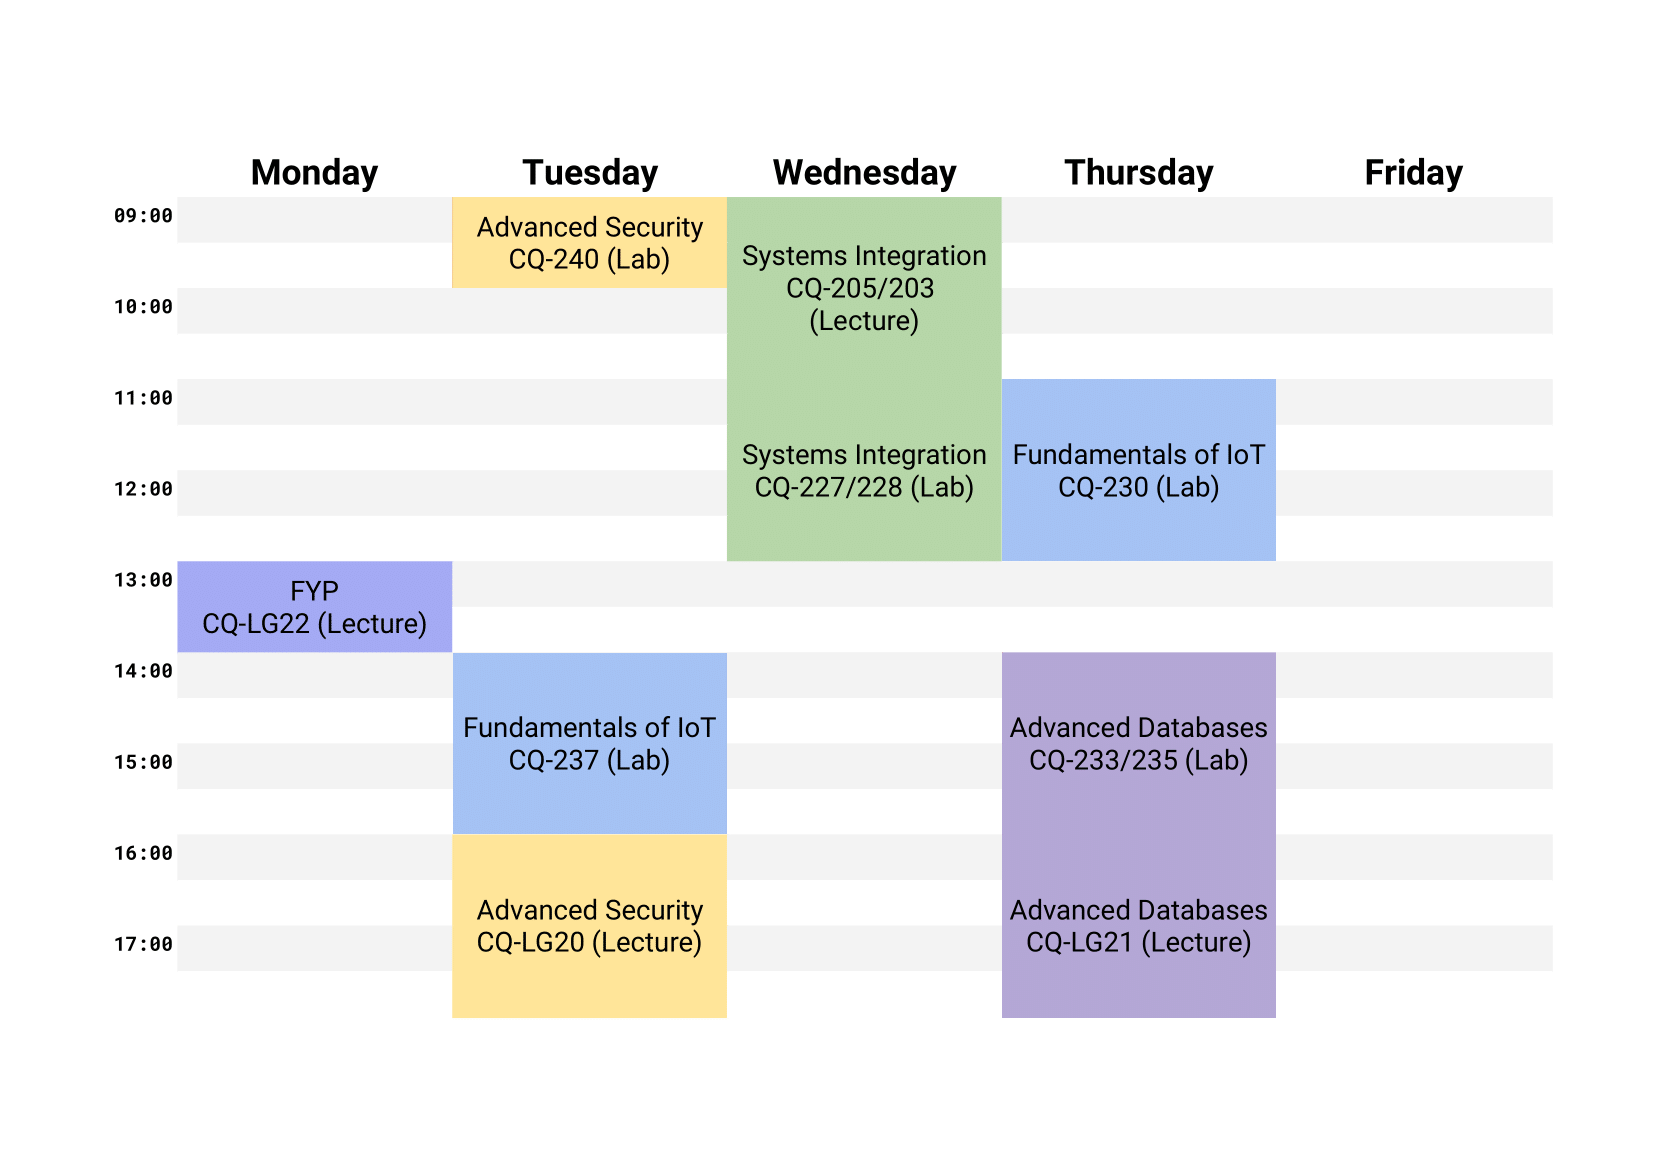 Monday
Tuesday
Wednesday
Thursday
Friday
09:00
Advanced Security
CQ-240 (Lab)
Systems Integration
CQ-205/203
(Lecture)
10:00
11:00
Systems Integration
CQ-227/228 (Lab)
Fundamentals of IoT
CQ-230 (Lab)
12:00
13:00
FYP
CQ-LG22 (Lecture)
14:00
Fundamentals of IoT
CQ-237 (Lab)
Advanced Databases
CQ-233/235 (Lab)
15:00
16:00
Advanced Security
CQ-LG20 (Lecture)
Advanced Databases
CQ-LG21 (Lecture)
17:00